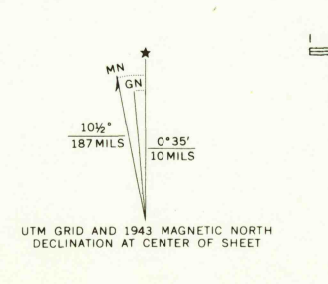 1
★
MN
GN
10½°
187 MILS
0°35'
10 MILS
UTM GRID AND 1943 MAGNETIC NORTH
DECLINATION AT CENTER OF SHEET